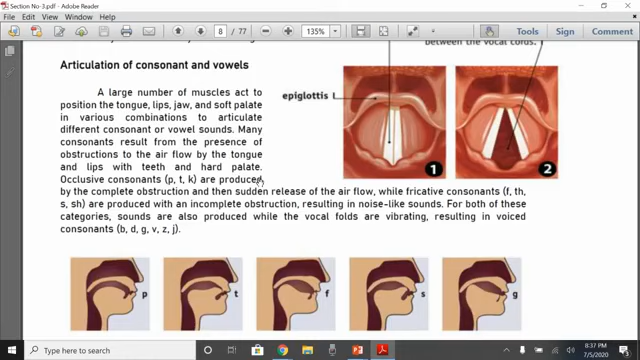 Section No-3.pdf - Adobe Reader
File Edit View Window Help
8 / 77
135%
Tools
Sign
Comment
between the vocal cords.
Articulation of consonant and vowels
A large number of muscles act to
position the tongue, lips, jaw, and soft palate
in various combinations to articulate
different consonant or vowel sounds. Many
consonants result from the presence of
obstructions to the air flow by the tongue
and lips with teeth and hard palate.
Occlusive consonants (p, t, k) are produced
by the complete obstruction and then sudden release of the air flow, while fricative consonants (f, th,
s, sh) are produced with an incomplete obstruction, resulting in noise-like sounds. For both of these
categories, sounds are also produced while the vocal folds are vibrating, resulting in voiced
consonants (b, d, g, v, z, j).
epiglottis
1
2
p
t
f
s
g
8:37 PM
7/5/2020